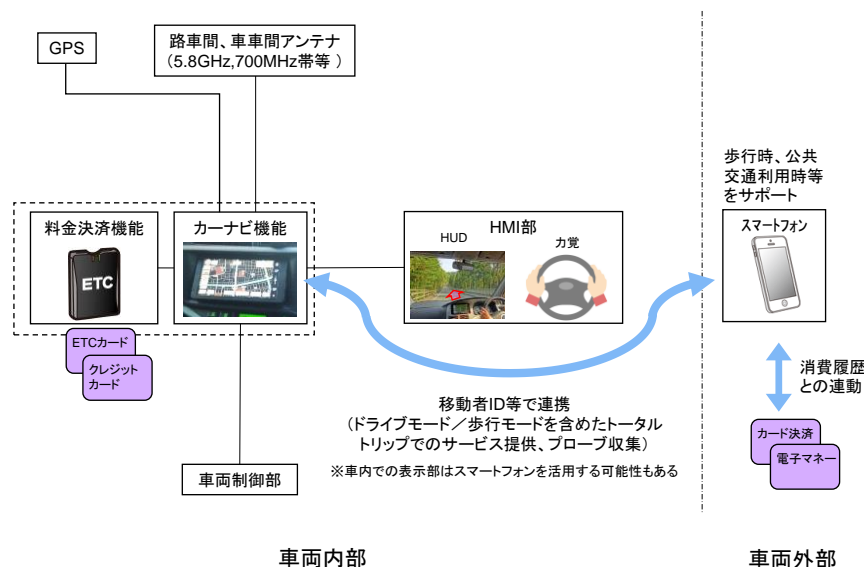 GPS
路車間、車車間アンテナ
(5.8GHz,700MHz帯等 )
歩行時、公共
交通利用時等
をサポート
料金決済機能
カーナビ機能
HMI部
HUD
力覚
スマートフォン
ETC
ETCカード
クレジット
カード
消費履歴
との連動
移動者ID等で連携
(ドライブモード／歩行モードを含めたトータル
トリップでのサービス提供、プローブ収集)
※車内での表示部はスマートフォンを活用する可能性もある
カード決済
電子マネー
車両制御部
車両内部
車両外部